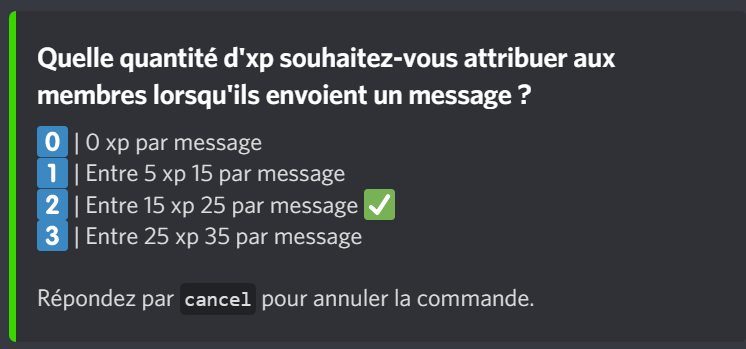 Quelle quantité d'xp souhaitez-vous attribuer aux
membres lorsqu'ils envoient un message ?
0 | 0 xp par message
1 | Entre 5 xp 15 par message
2 | Entre 15 xp 25 par message ✅
3 | Entre 25 xp 35 par message
Répondez par cancel pour annuler la commande.